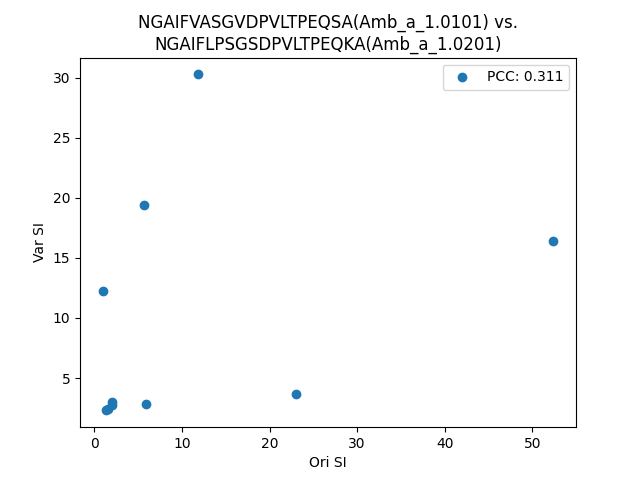 NGAIFVASGVDPVLTPEQSA(Amb_a_1.0101) vs.
NGAIFLPSGSDPVLTPEQKA(Amb_a_1.0201)
PCC: 0.311
30
25
20
15
10
5
Var SI
0
10
20
30
40
50
Ori SI